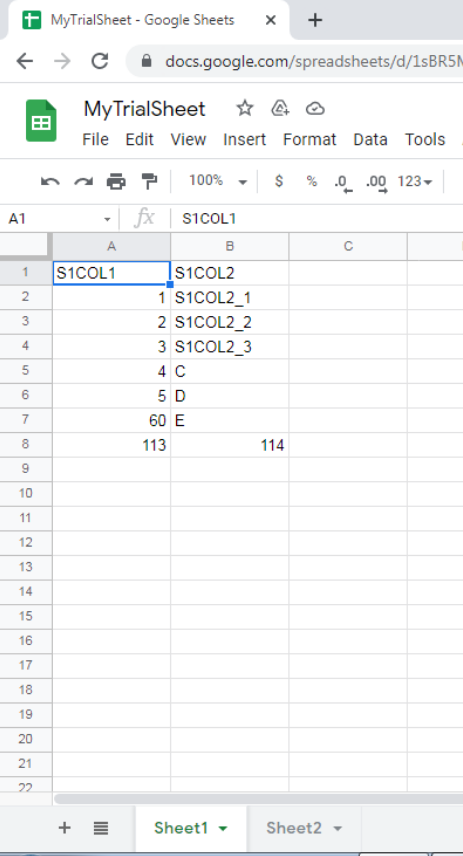 MyTrialSheet - Google Sheets
docs.google.com/spreadsheets/d/1sBR5
MyTrialSheet
File Edit View Insert Format Data Tools
100% $ % .0 .00 123
A1 fx S1COL1
A B C
1 S1COL1 S1COL2
2 1 S1COL2_1
3 2 S1COL2_2
4 3 S1COL2_3
5 4 C
6 5 D
7 60 E
8 113 114
9
10
11
12
13
14
15
16
17
18
19
20
21
22
Sheet1 Sheet2